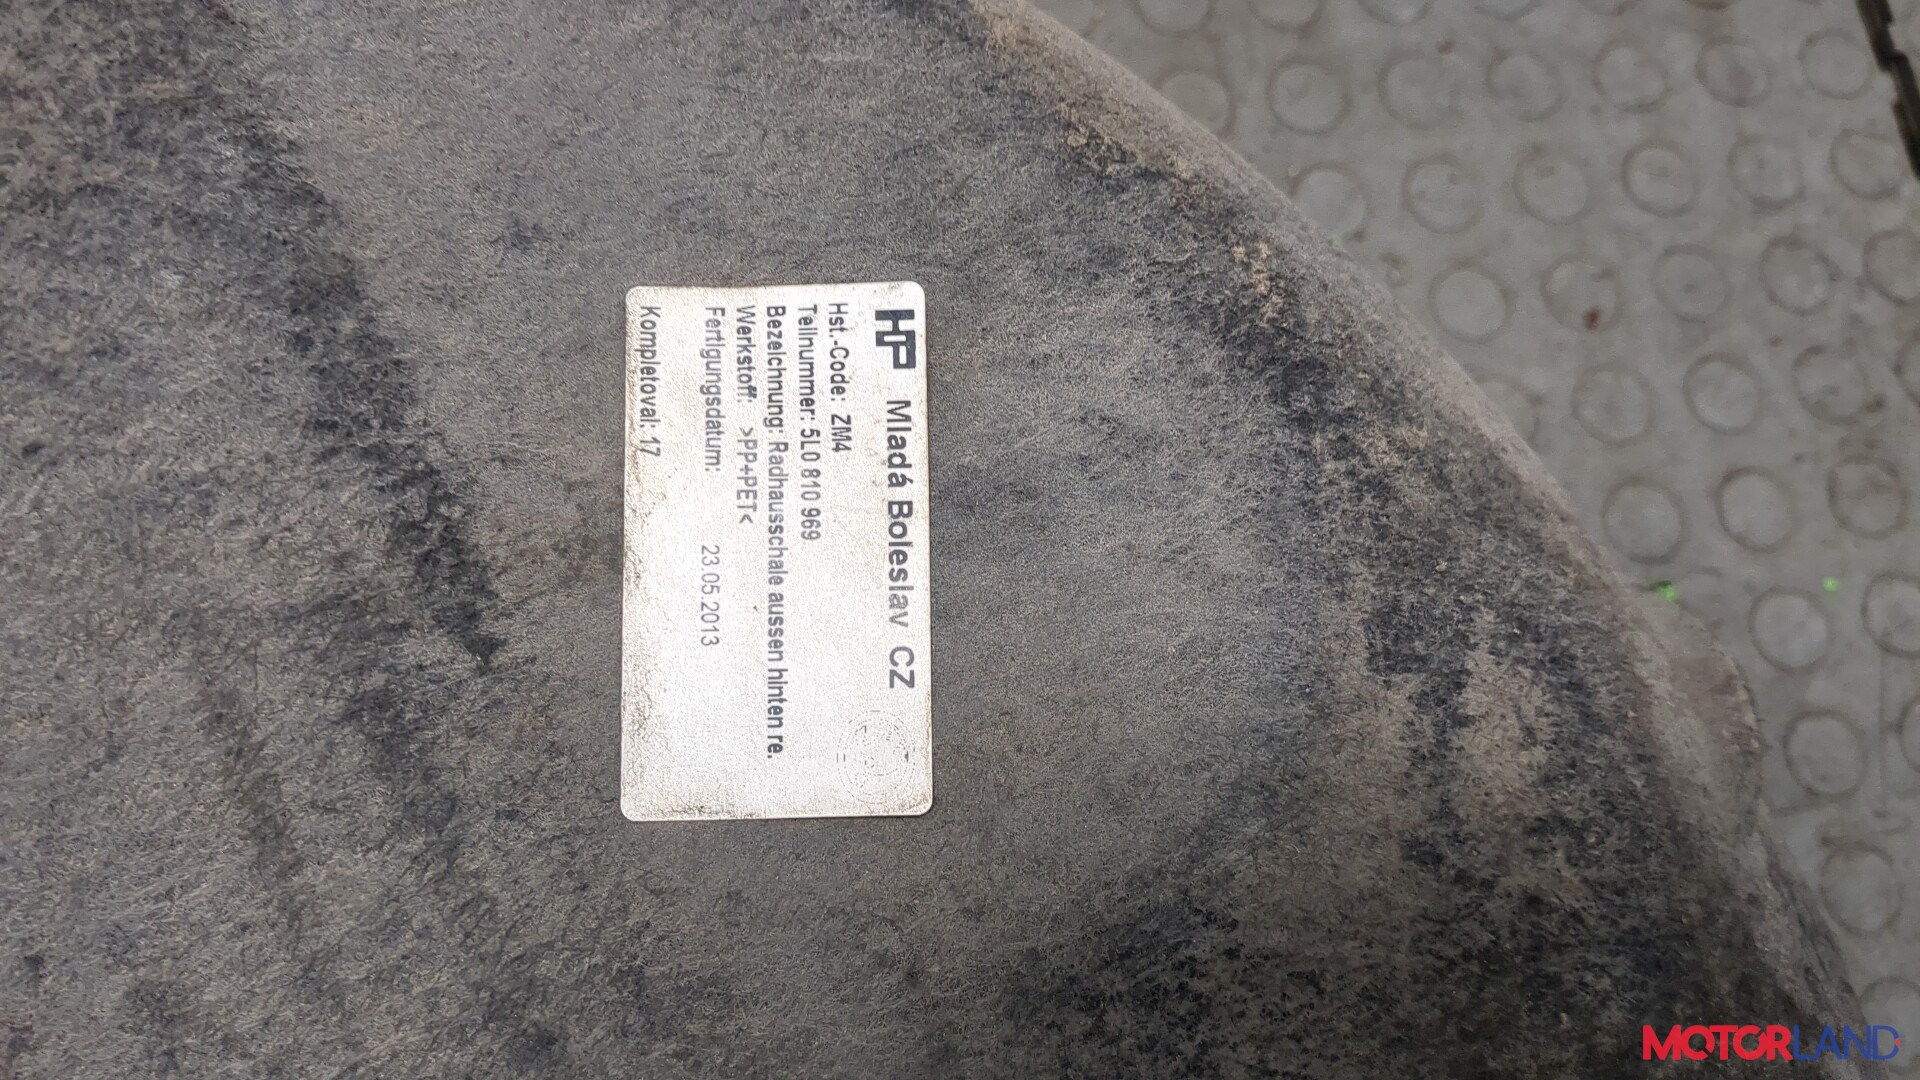 HP Mladá Boleslav CZ
Hst.-Code: ZM4
Teilnummer: 5L0 810 969
Bezeichnung: Radhausschale aussen hinten re.
Werkstoff: >PP+PET<
Fertigungsdatum: 23.05.2013
Kompletoval: 17
MOTORLAND